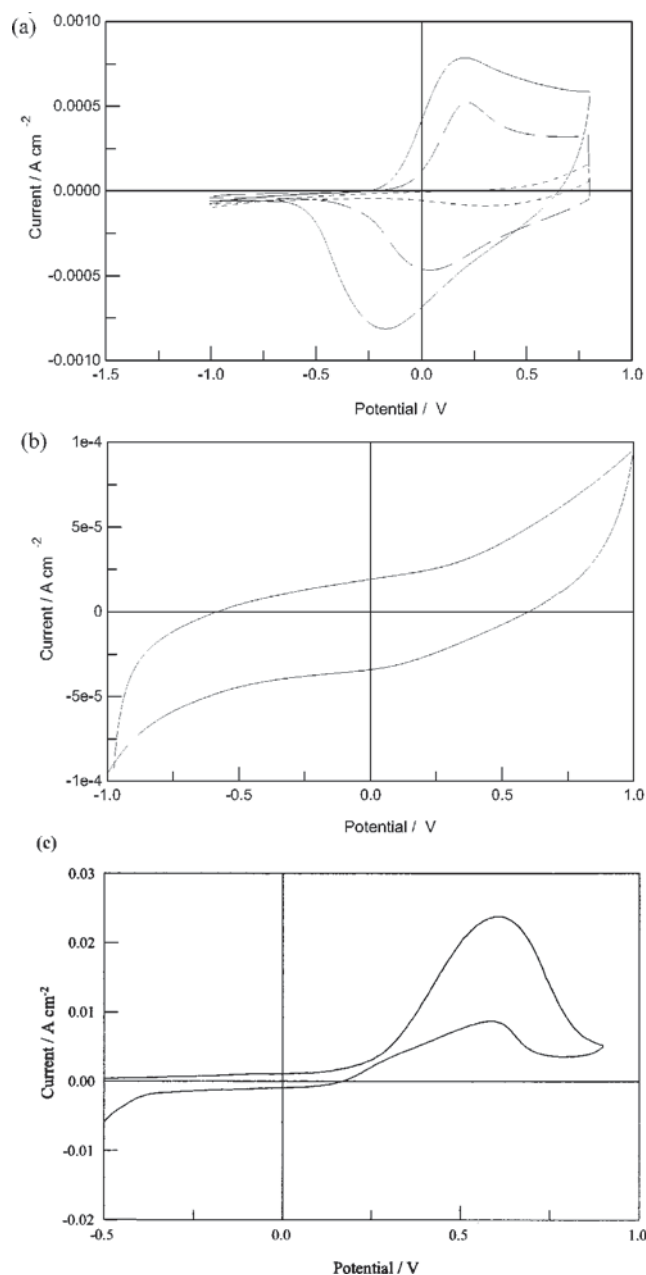 (a)
0.0010
0.0005
0.0000
-0.0005
-0.0010
Current / A cm -2
-1.5
-1.0
-0.5
0.0
0.5
1.0
Potential / V
(b)
1e-4
5e-5
0
-5e-5
-1e-4
Current / A cm -2
-1.0
-0.5
0.0
0.5
1.0
Potential / V
(c)
0.03
0.02
0.01
0.00
-0.01
-0.02
Current / A cm-2
-0.5
0.0
0.5
1.0
Potential / V